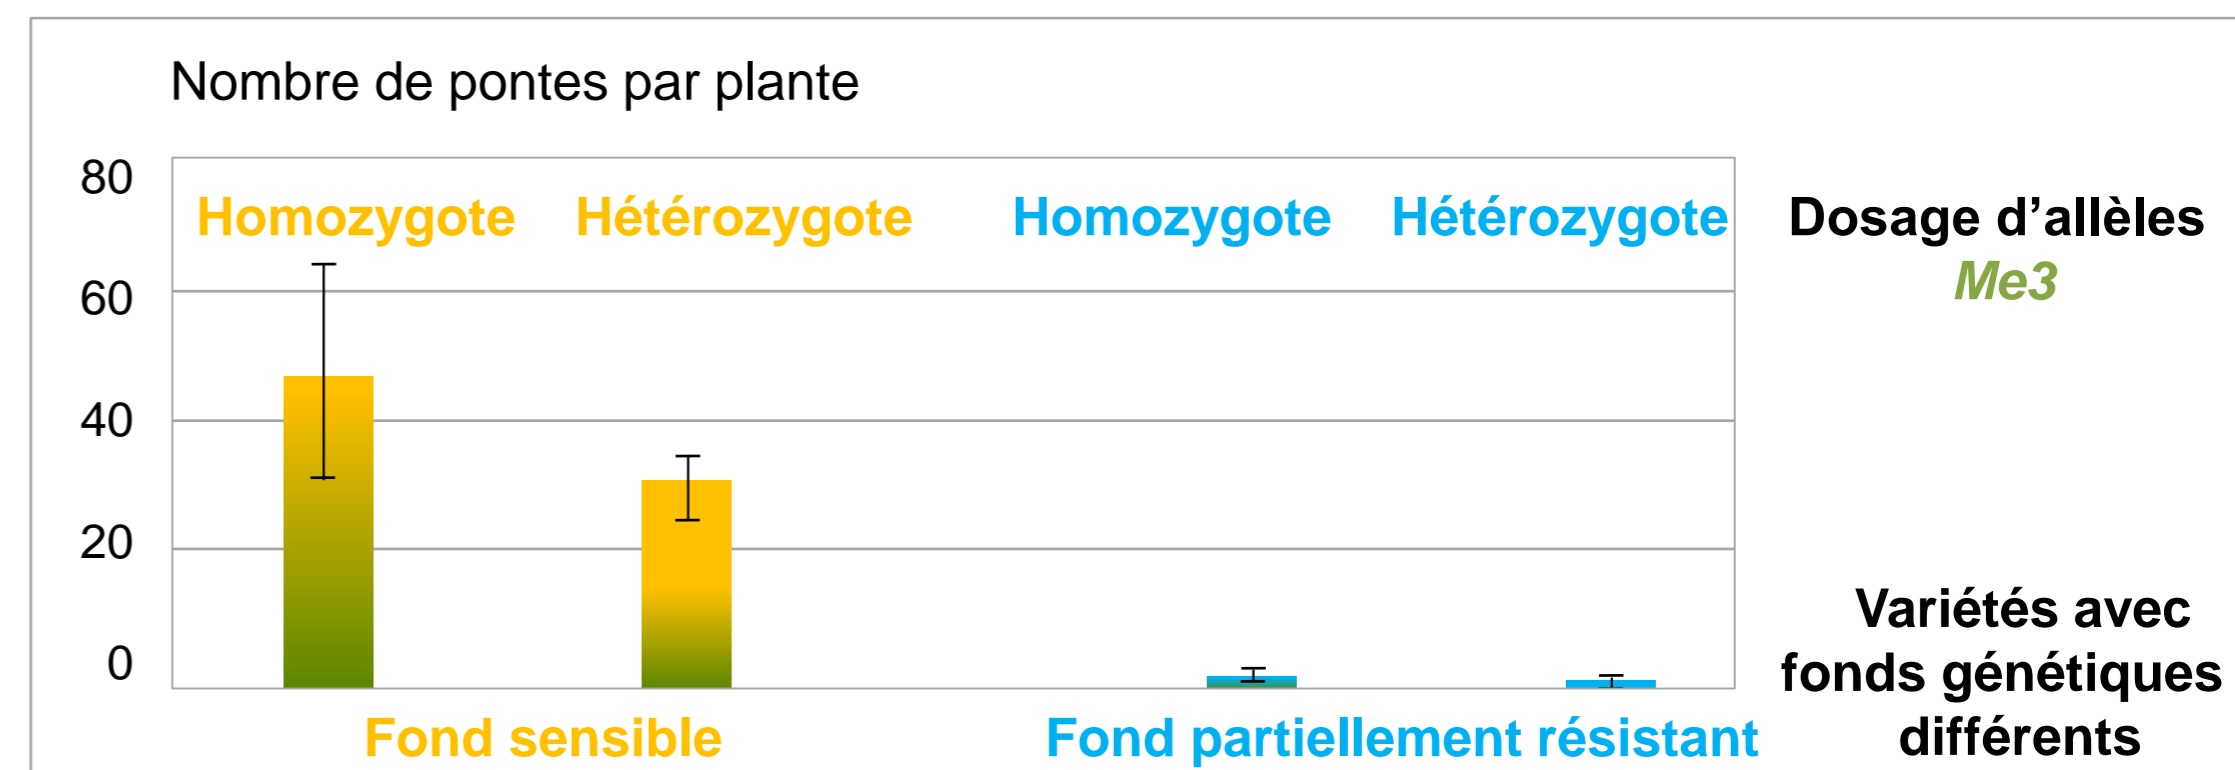 Nombre de pontes par plante
80
Homozygote Hétérozygote Homozygote Hétérozygote
Dosage d’allèles
Me3
60
40
20
0
Fond sensible Fond partiellement résistant
Variétés avec
fonds génétiques
différents